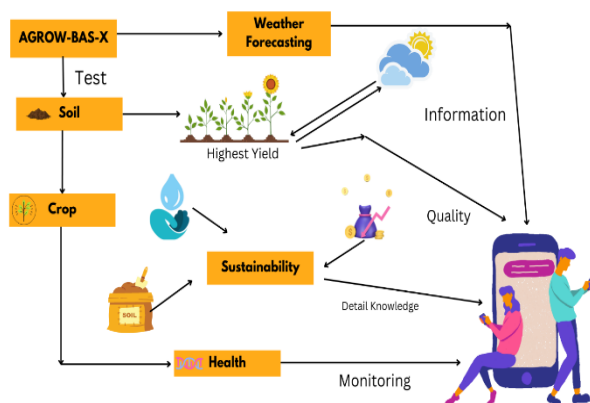 AGROW-BAS-X
Weather
Forecasting
Test
Soil
Information
Highest Yield
Crop
Quality
Sustainability
SOIL
Detail Knowledge
Health
Monitoring